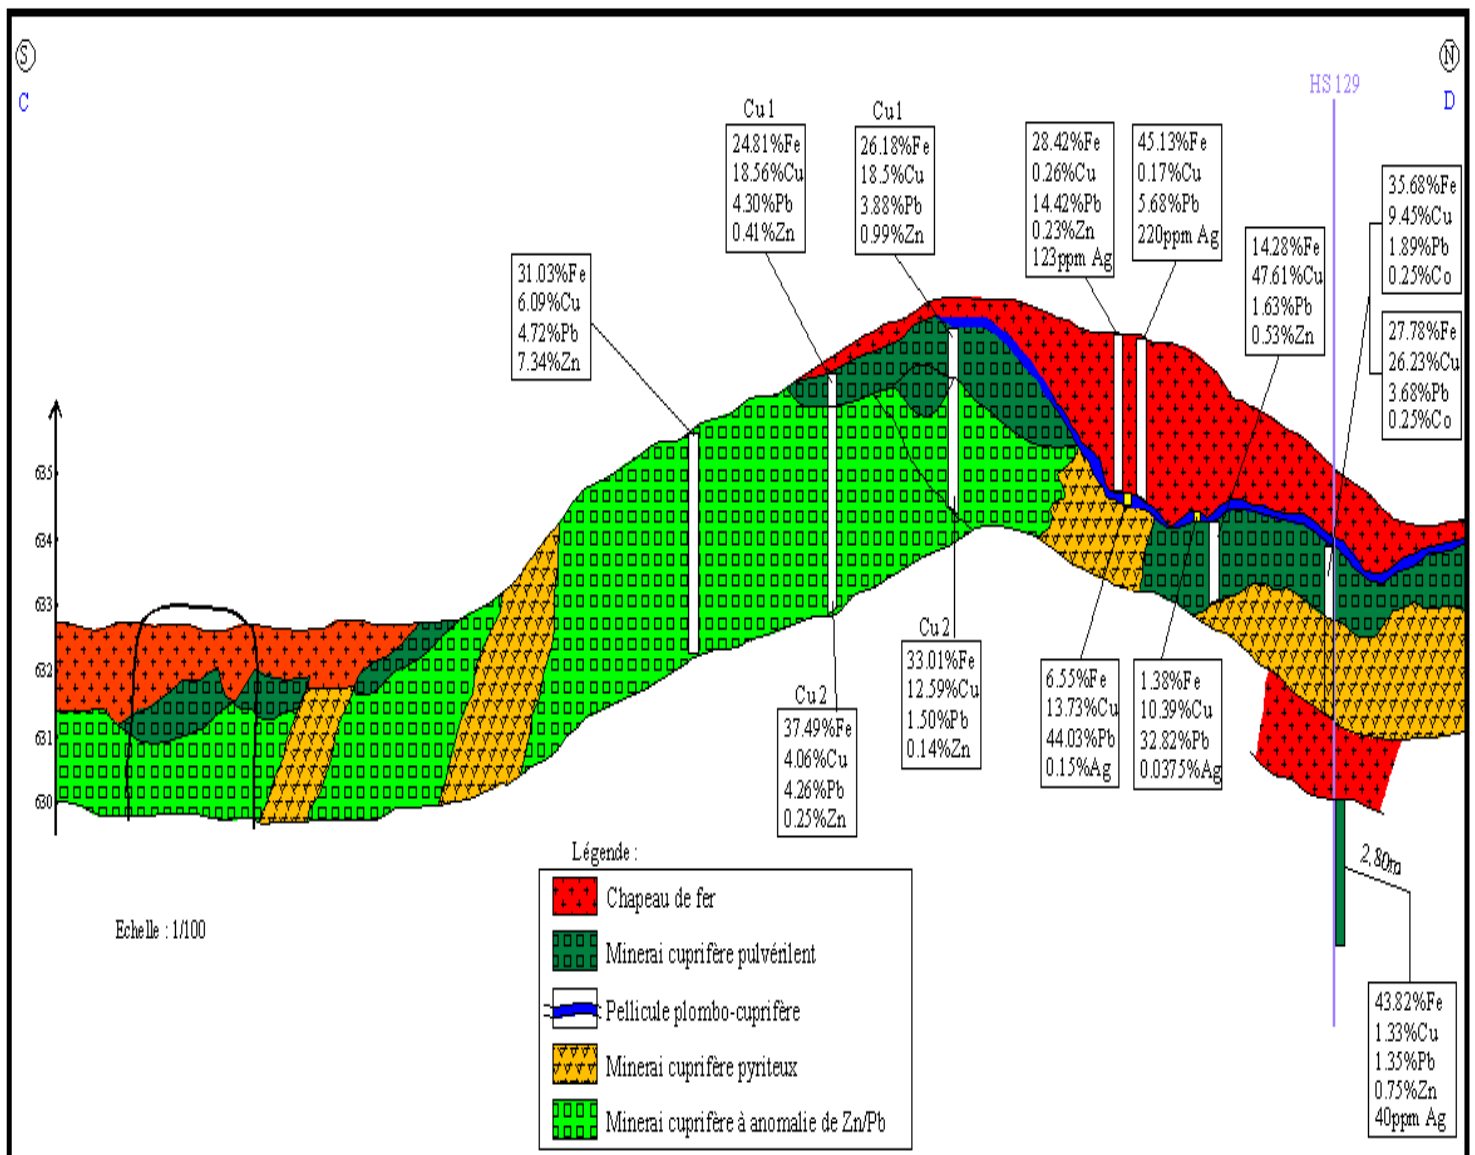 S
N
C
D
HS 129
Cu 1
24.81%Fe
18.56%Cu
4.30%Pb
0.41%Zn
Cu 1
26.18%Fe
18.5%Cu
3.88%Pb
0.99%Zn
28.42%Fe
0.26%Cu
14.42%Pb
0.23%Zn
123ppm Ag
45.13%Fe
0.17%Cu
5.68%Pb
220ppm Ag
35.68%Fe
9.45%Cu
1.89%Pb
0.25%Co
14.28%Fe
47.61%Cu
1.63%Pb
0.53%Zn
31.03%Fe
6.09%Cu
4.72%Pb
7.34%Zn
27.78%Fe
26.23%Cu
3.68%Pb
0.25%Co
635
634
633
632
631
630
Cu 2
37.49%Fe
4.06%Cu
4.26%Pb
0.25%Zn
Cu 2
33.01%Fe
12.59%Cu
1.50%Pb
0.14%Zn
6.55%Fe
13.73%Cu
44.03%Pb
0.15%Ag
1.38%Fe
10.39%Cu
32.82%Pb
0.0375%Ag
2.80m
43.82%Fe
1.33%Cu
1.35%Pb
0.75%Zn
40ppm Ag
Echelle : 1/100
Légende :
Chapeau de fer
Minerai cuprifère pulvérilent
Pellicule plombo-cuprifère
Minerai cuprifère pyriteux
Minerai cuprifère à anomalie de Zn/Pb